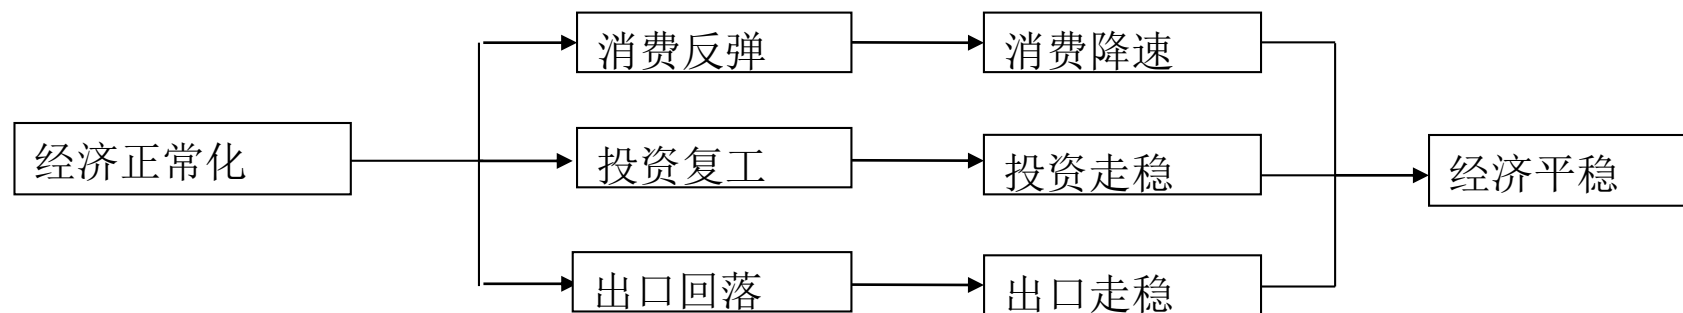 消费反弹
消费降速
经济正常化
投资复工
投资走稳
经济平稳
出口回落
出口走稳